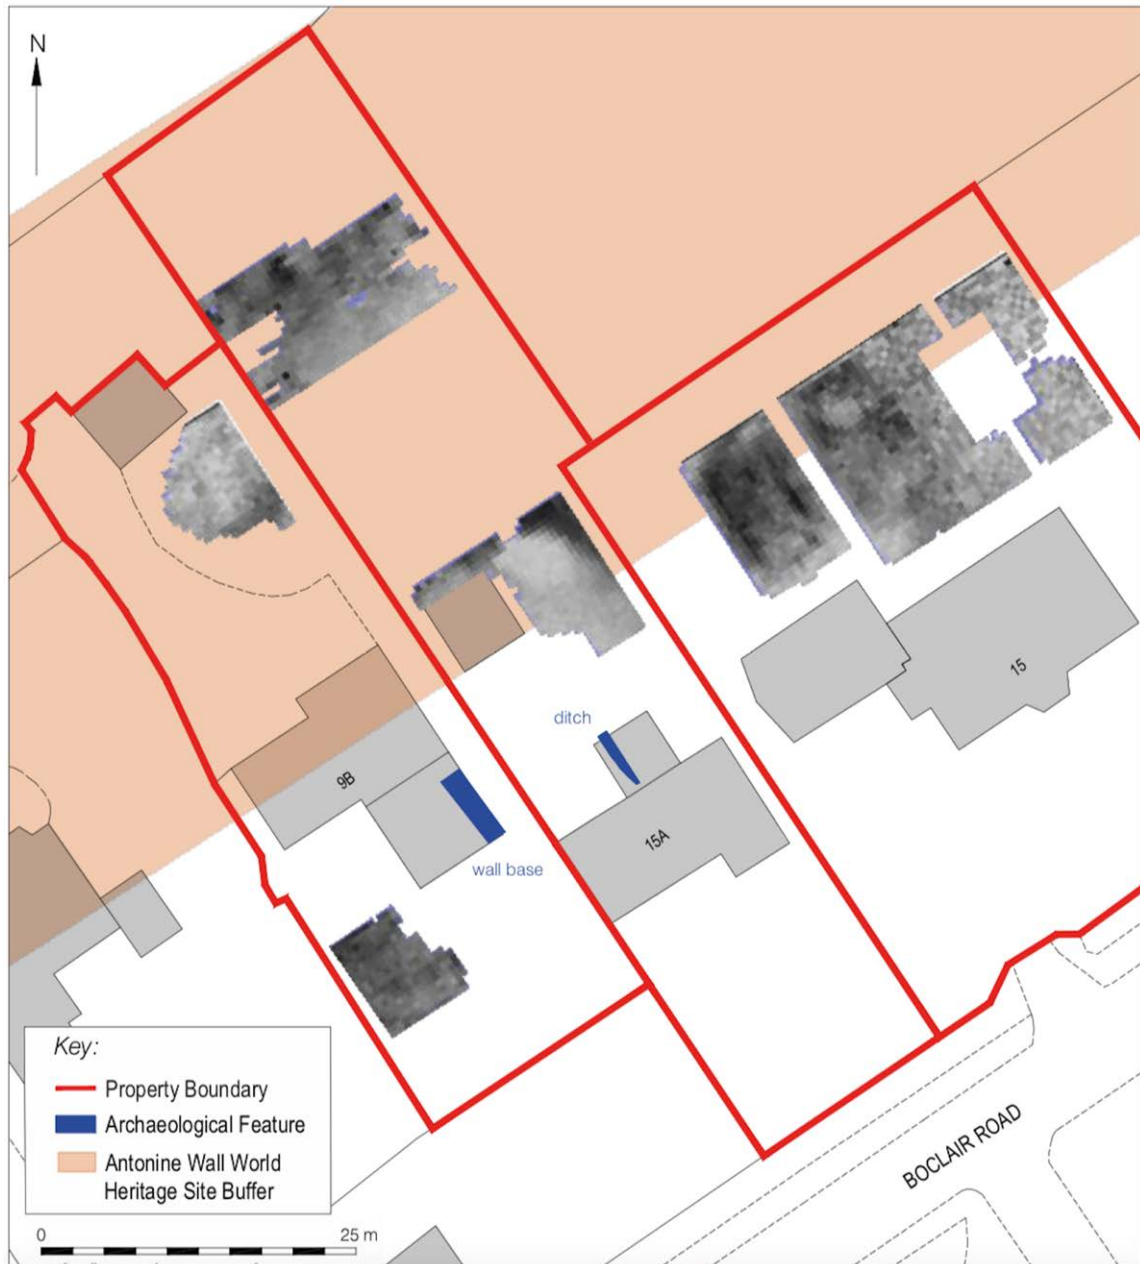 N
ditch
15
9B
15A
wall base
Key:
Property Boundary
Archaeological Feature
Antonine Wall World
Heritage Site Buffer
BOCLAIR ROAD
0 25 m